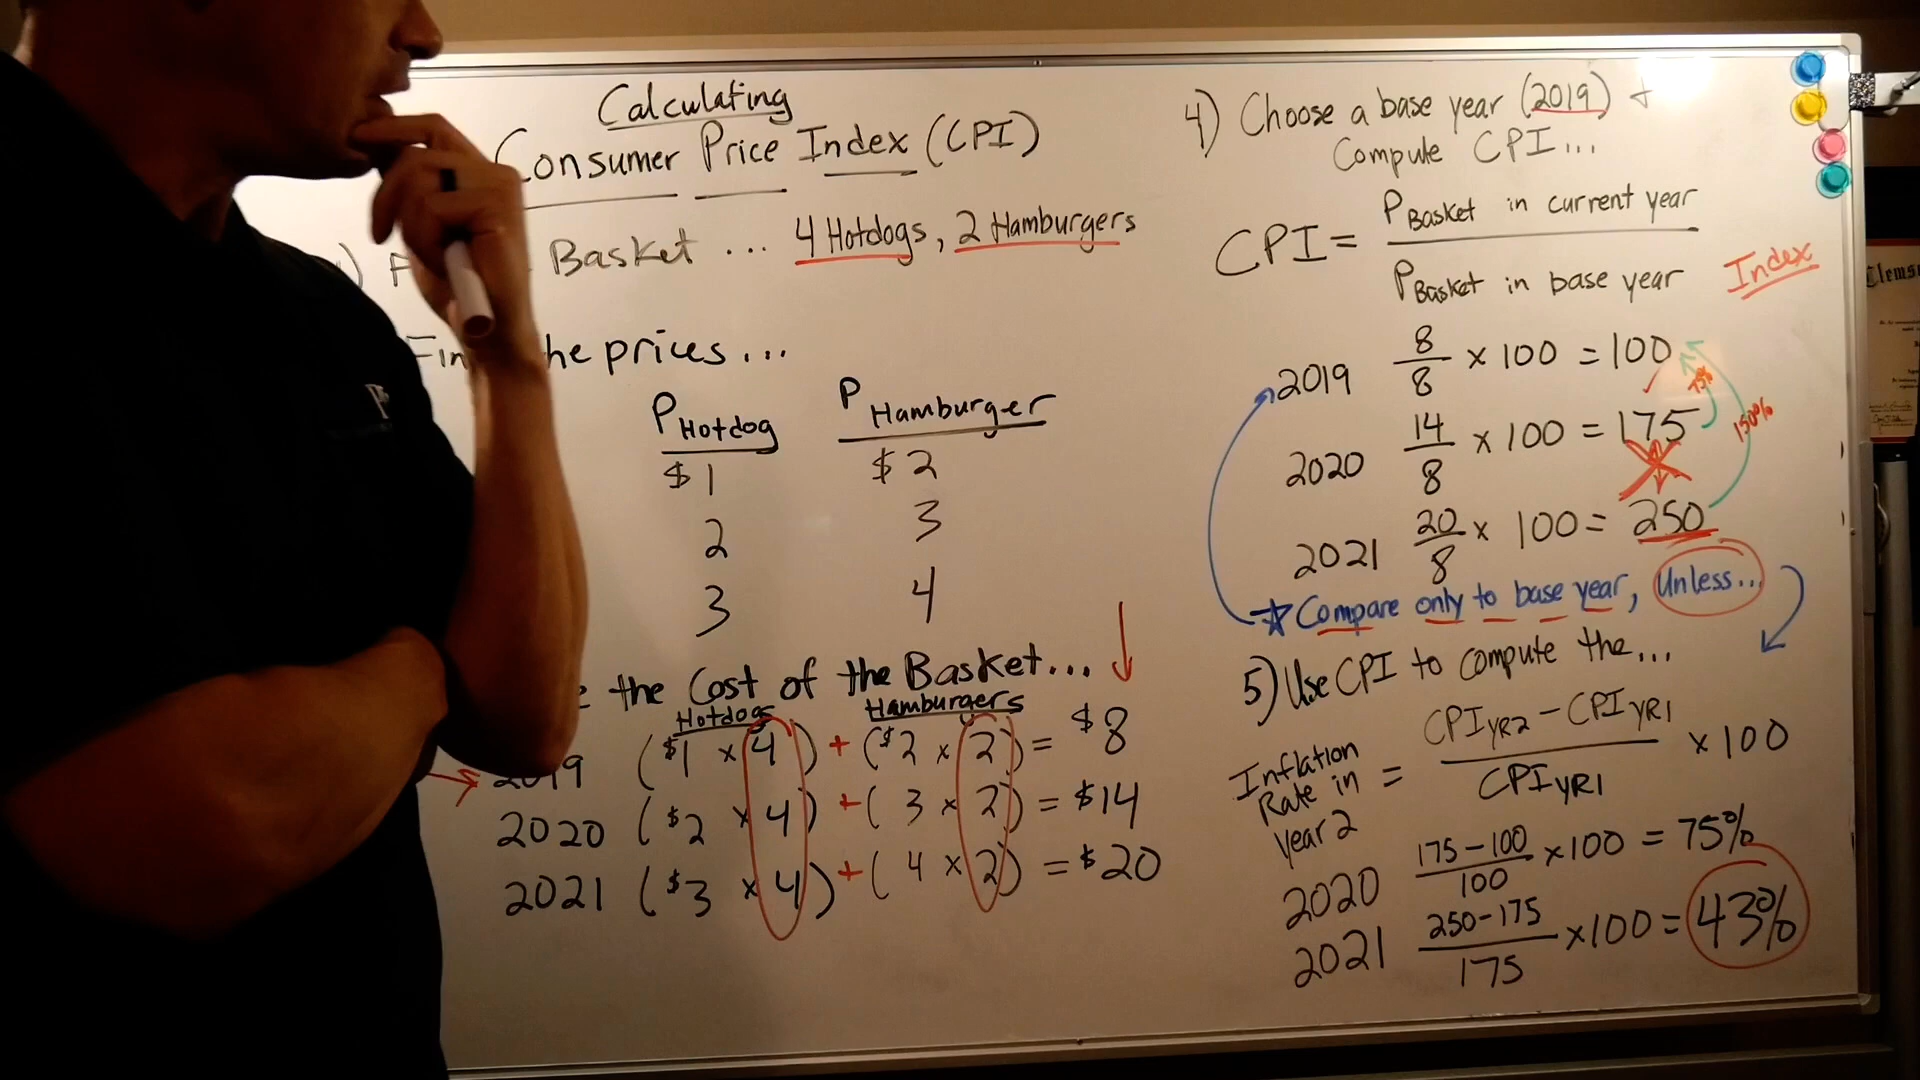 Calculating
Consumer Price Index (CPI)
Basket ... 4 Hotdogs, 2 Hamburgers
he prices...
P Hotdog P Hamburger
$1 $2
2 3
3 4
the Cost of the Basket...
Hotdogs Hamburgers
2019 ($1 x 4) + ($2 x 2) = $8
2020 ($2 x 4) + (3 x 2) = $14
2021 ($3 x 4) + (4 x 2) = $20
4) Choose a base year (2019) +
Compute CPI...
CPI = P Basket in current year
P Basket in base year
Index
2019 8/8 x 100 = 100
75%
2020 14/8 x 100 = 175
150%
2021 20/8 x 100 = 250
☆ Compare only to base year, Unless...
5) Use CPI to compute the...
Inflation Rate in year 2 = CPI YR2 - CPI YR1 / CPI YR1 x 100
2020 175-100/100 x 100 = 75%
2021 250-175/175 x 100 = 43%